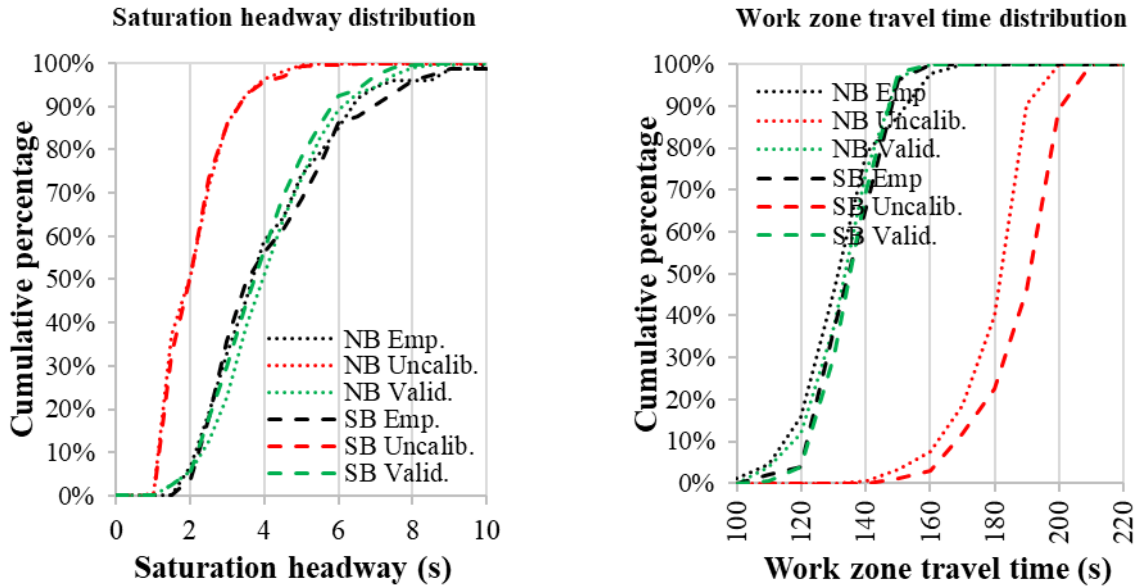 Saturation headway distribution
Cumulative percentage
100%
90%
80%
70%
60%
50%
40%
30%
20%
10%
0%
NB Emp.
NB Uncalib.
NB Valid.
SB Emp.
SB Uncalib.
SB Valid.
0 2 4 6 8 10
Saturation headway (s)
Work zone travel time distribution
Cumulative percentage
100%
90%
80%
70%
60%
50%
40%
30%
20%
10%
0%
NB Emp
NB Uncalib.
NB Valid.
SB Emp
SB Uncalib.
SB Valid.
100 120 140 160 180 200 220
Work zone travel time (s)